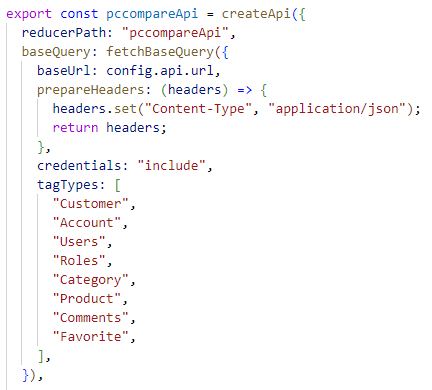 export const pccompareApi = createApi({
  reducerPath: "pccompareApi",
  baseQuery: fetchBaseQuery({
    baseUrl: config.api.url,
    prepareHeaders: (headers) => {
      headers.set("Content-Type", "application/json");
      return headers;
    },
    credentials: "include",
    tagTypes: [
      "Customer",
      "Account",
      "Users",
      "Roles",
      "Category",
      "Product",
      "Comments",
      "Favorite",
    ],
  }),